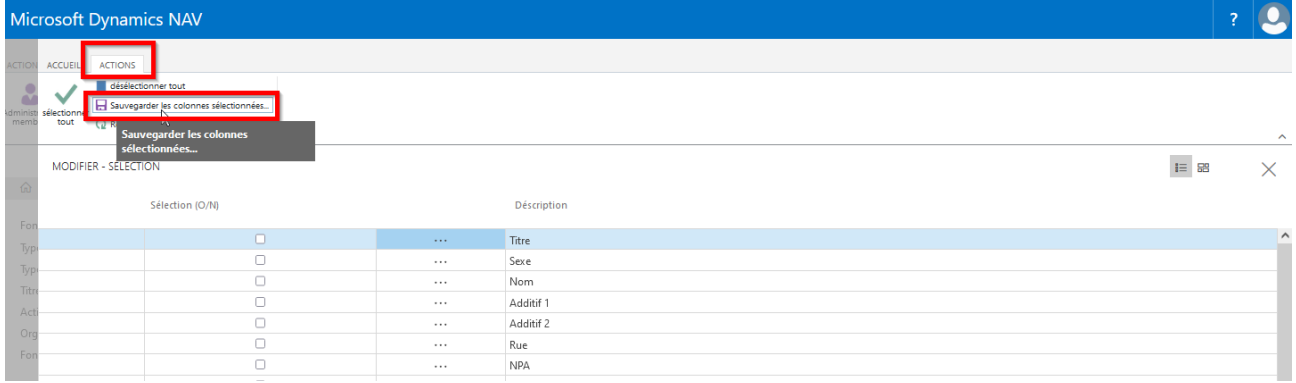 Microsoft Dynamics NAV
?
ACTION ACCUEIL ACTIONS
désélectionner tout
Sauvegarder les colonnes sélectionnées...
sélectionner
tout
Sauvegarder les colonnes
sélectionnées...
MODIFIER - SÉLECTION
Sélection (O/N) Déscription
... Titre
... Sexe
... Nom
... Additif 1
... Additif 2
... Rue
... NPA